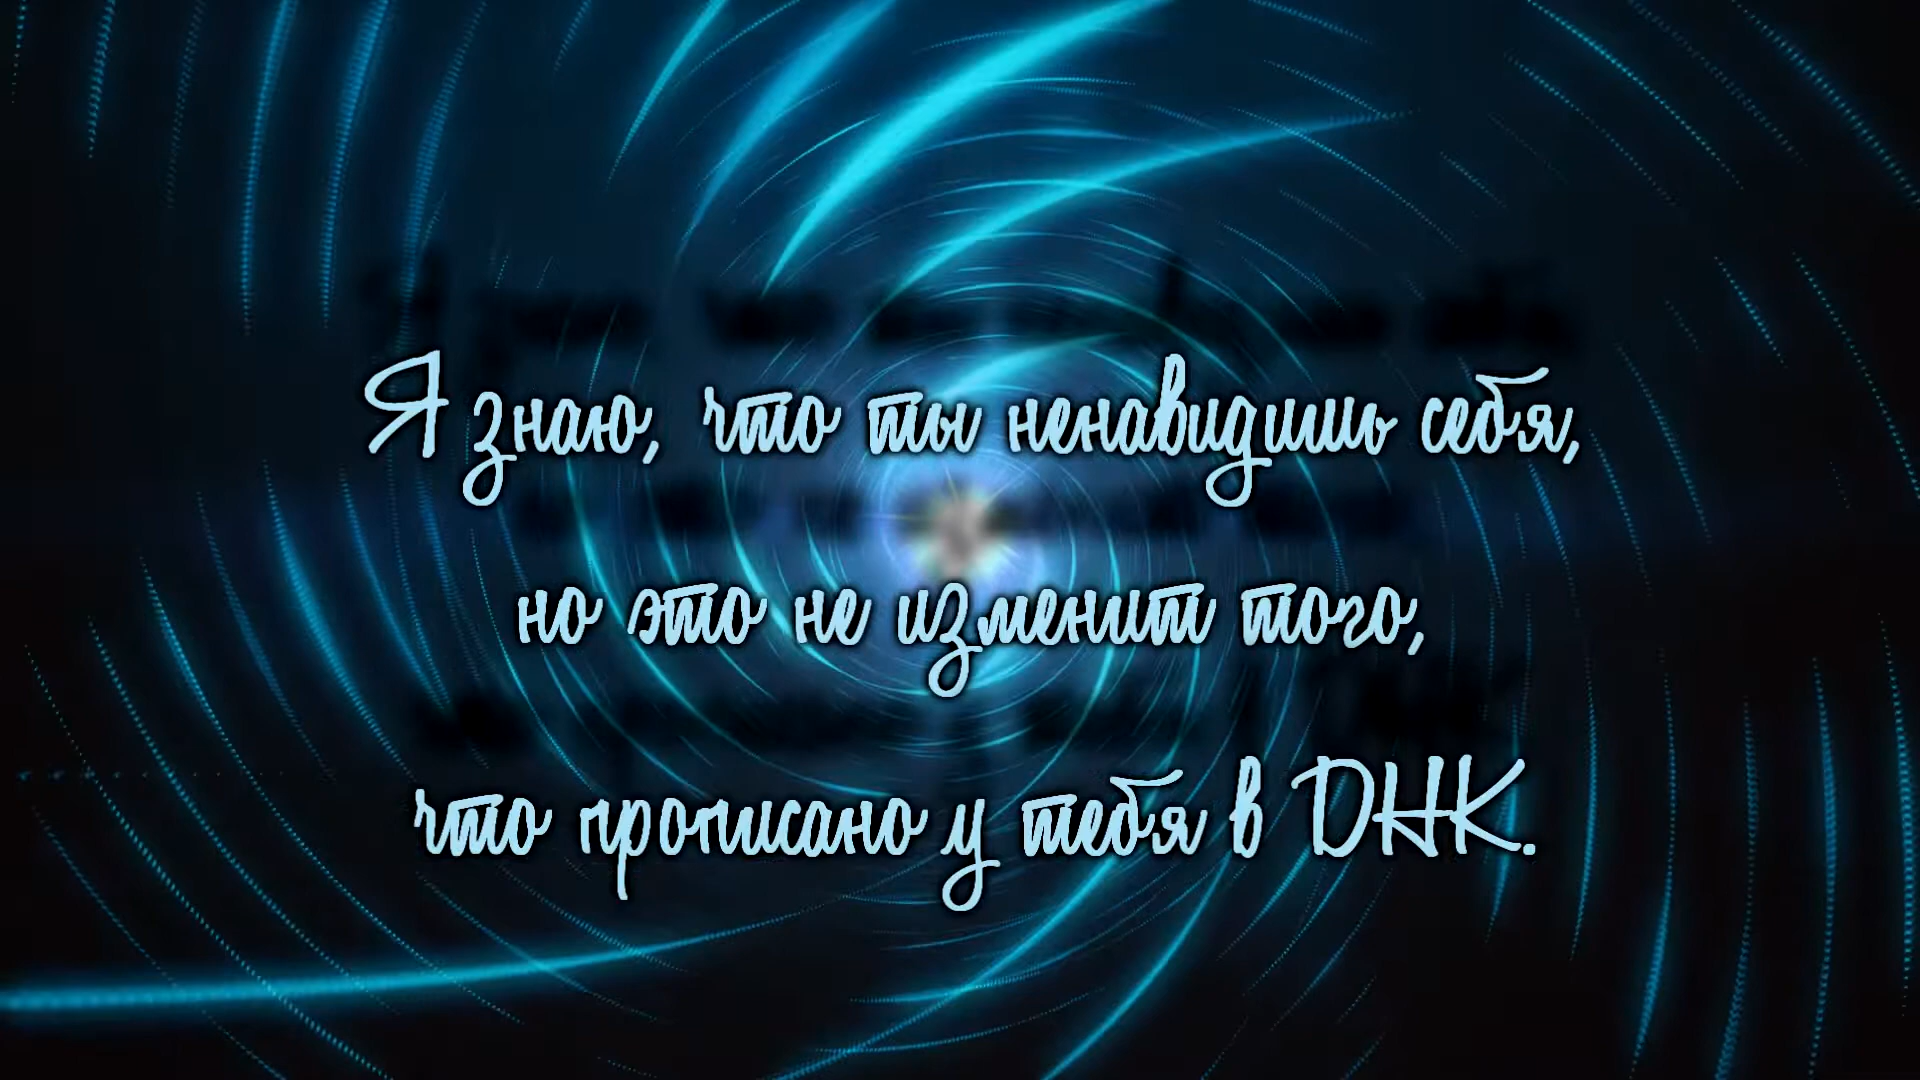 Я знаю, что ты ненавидишь себя,
но это не изменит того,
что прописано у тебя в ДНК.